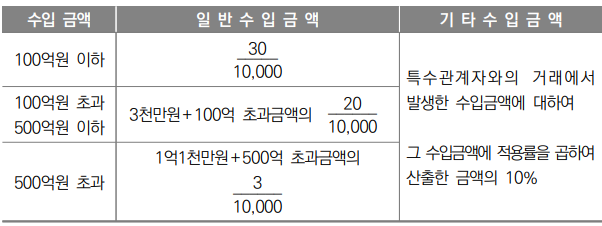 수입 금액 일 반 수 입 금 액 기 타 수 입 금 액
100억원 이하
30
10,000
100억원 초과
500억원 이하
3천만원+100억 초과금액의
20
10,000
500억원 초과
1억1천만원+500억 초과금액의
3
10,000
특수관계자와의 거래에서
발생한 수입금액에 대하여
그 수입금액에 적용률을 곱하여
산출한 금액의 10%